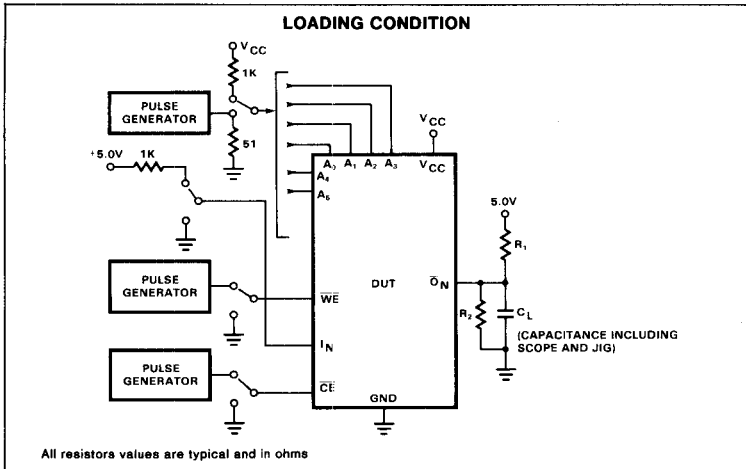 LOADING CONDITION
VCC
1K
PULSE
GENERATOR
51
+5.0V
1K
A0 A1 A2 A3
A4
A5
VCC
VCC
5.0V
R1
DUT
ON
R2
CL
(CAPACITANCE INCLUDING
SCOPE AND JIG)
PULSE
GENERATOR
WE
IN
PULSE
GENERATOR
CE
GND
All resistors values are typical and in ohms